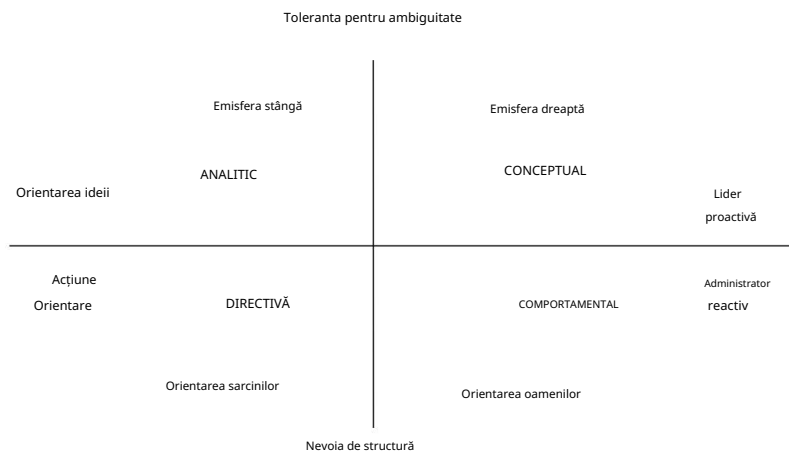 Toleranta pentru ambiguitate
Emisfera stângă
Emisfera dreaptă
ANALITIC
CONCEPTUAL
Orientarea ideii
Lider
proactivă
Acțiune
Orientare
DIRECTIVĂ
COMPORTAMENTAL
Administrator
reactiv
Orientarea sarcinilor
Orientarea oamenilor
Nevoia de structură